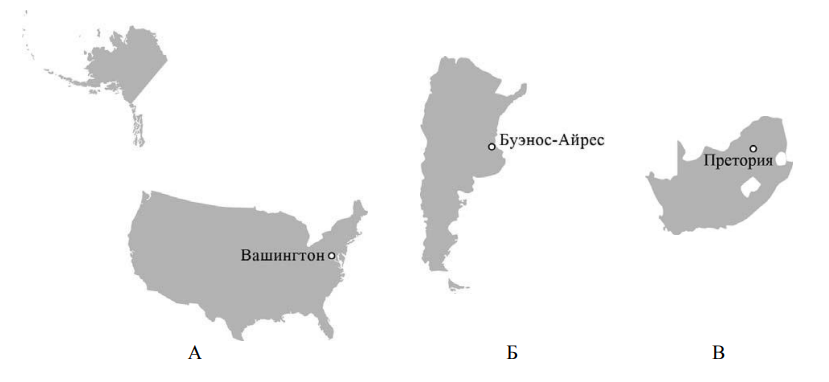 Буэнос-Айрес
Претория
Вашингтон
А
Б
В